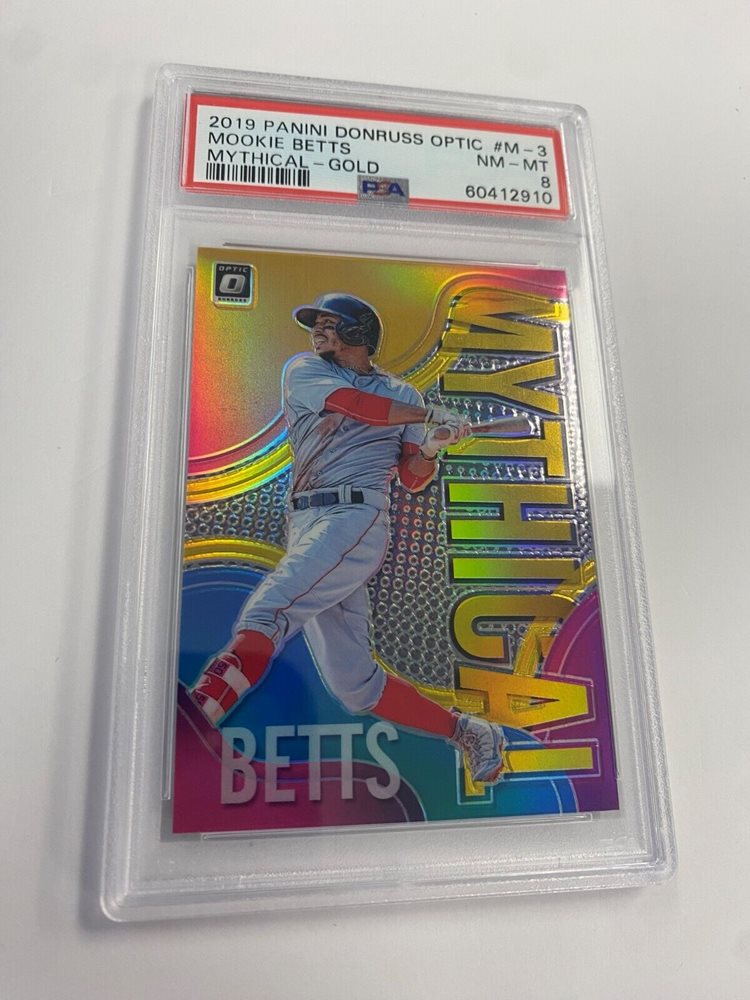 2019 PANINI DONRUSS OPTIC #M-3
MOOKIE BETTS NM-MT
MYTHICAL-GOLD 8
PSA 60412910
OPTIC
O
DONRUSS
MYTHICAL
BETTS